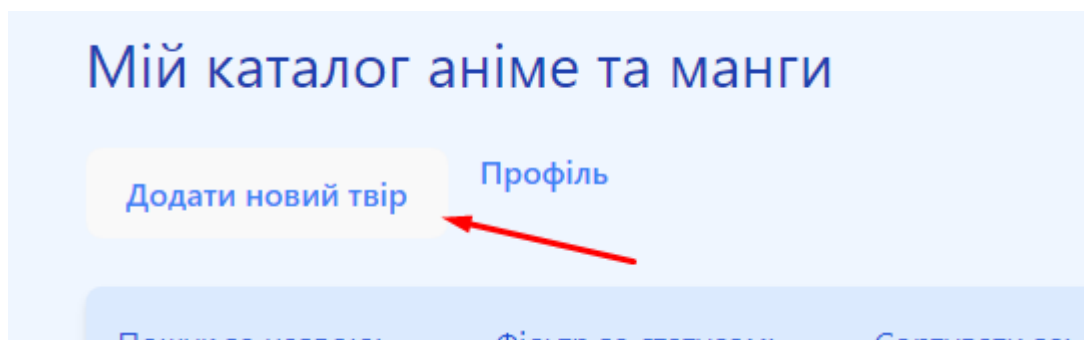 Мій каталог аніме та манги
Додати новий твір
Профіль